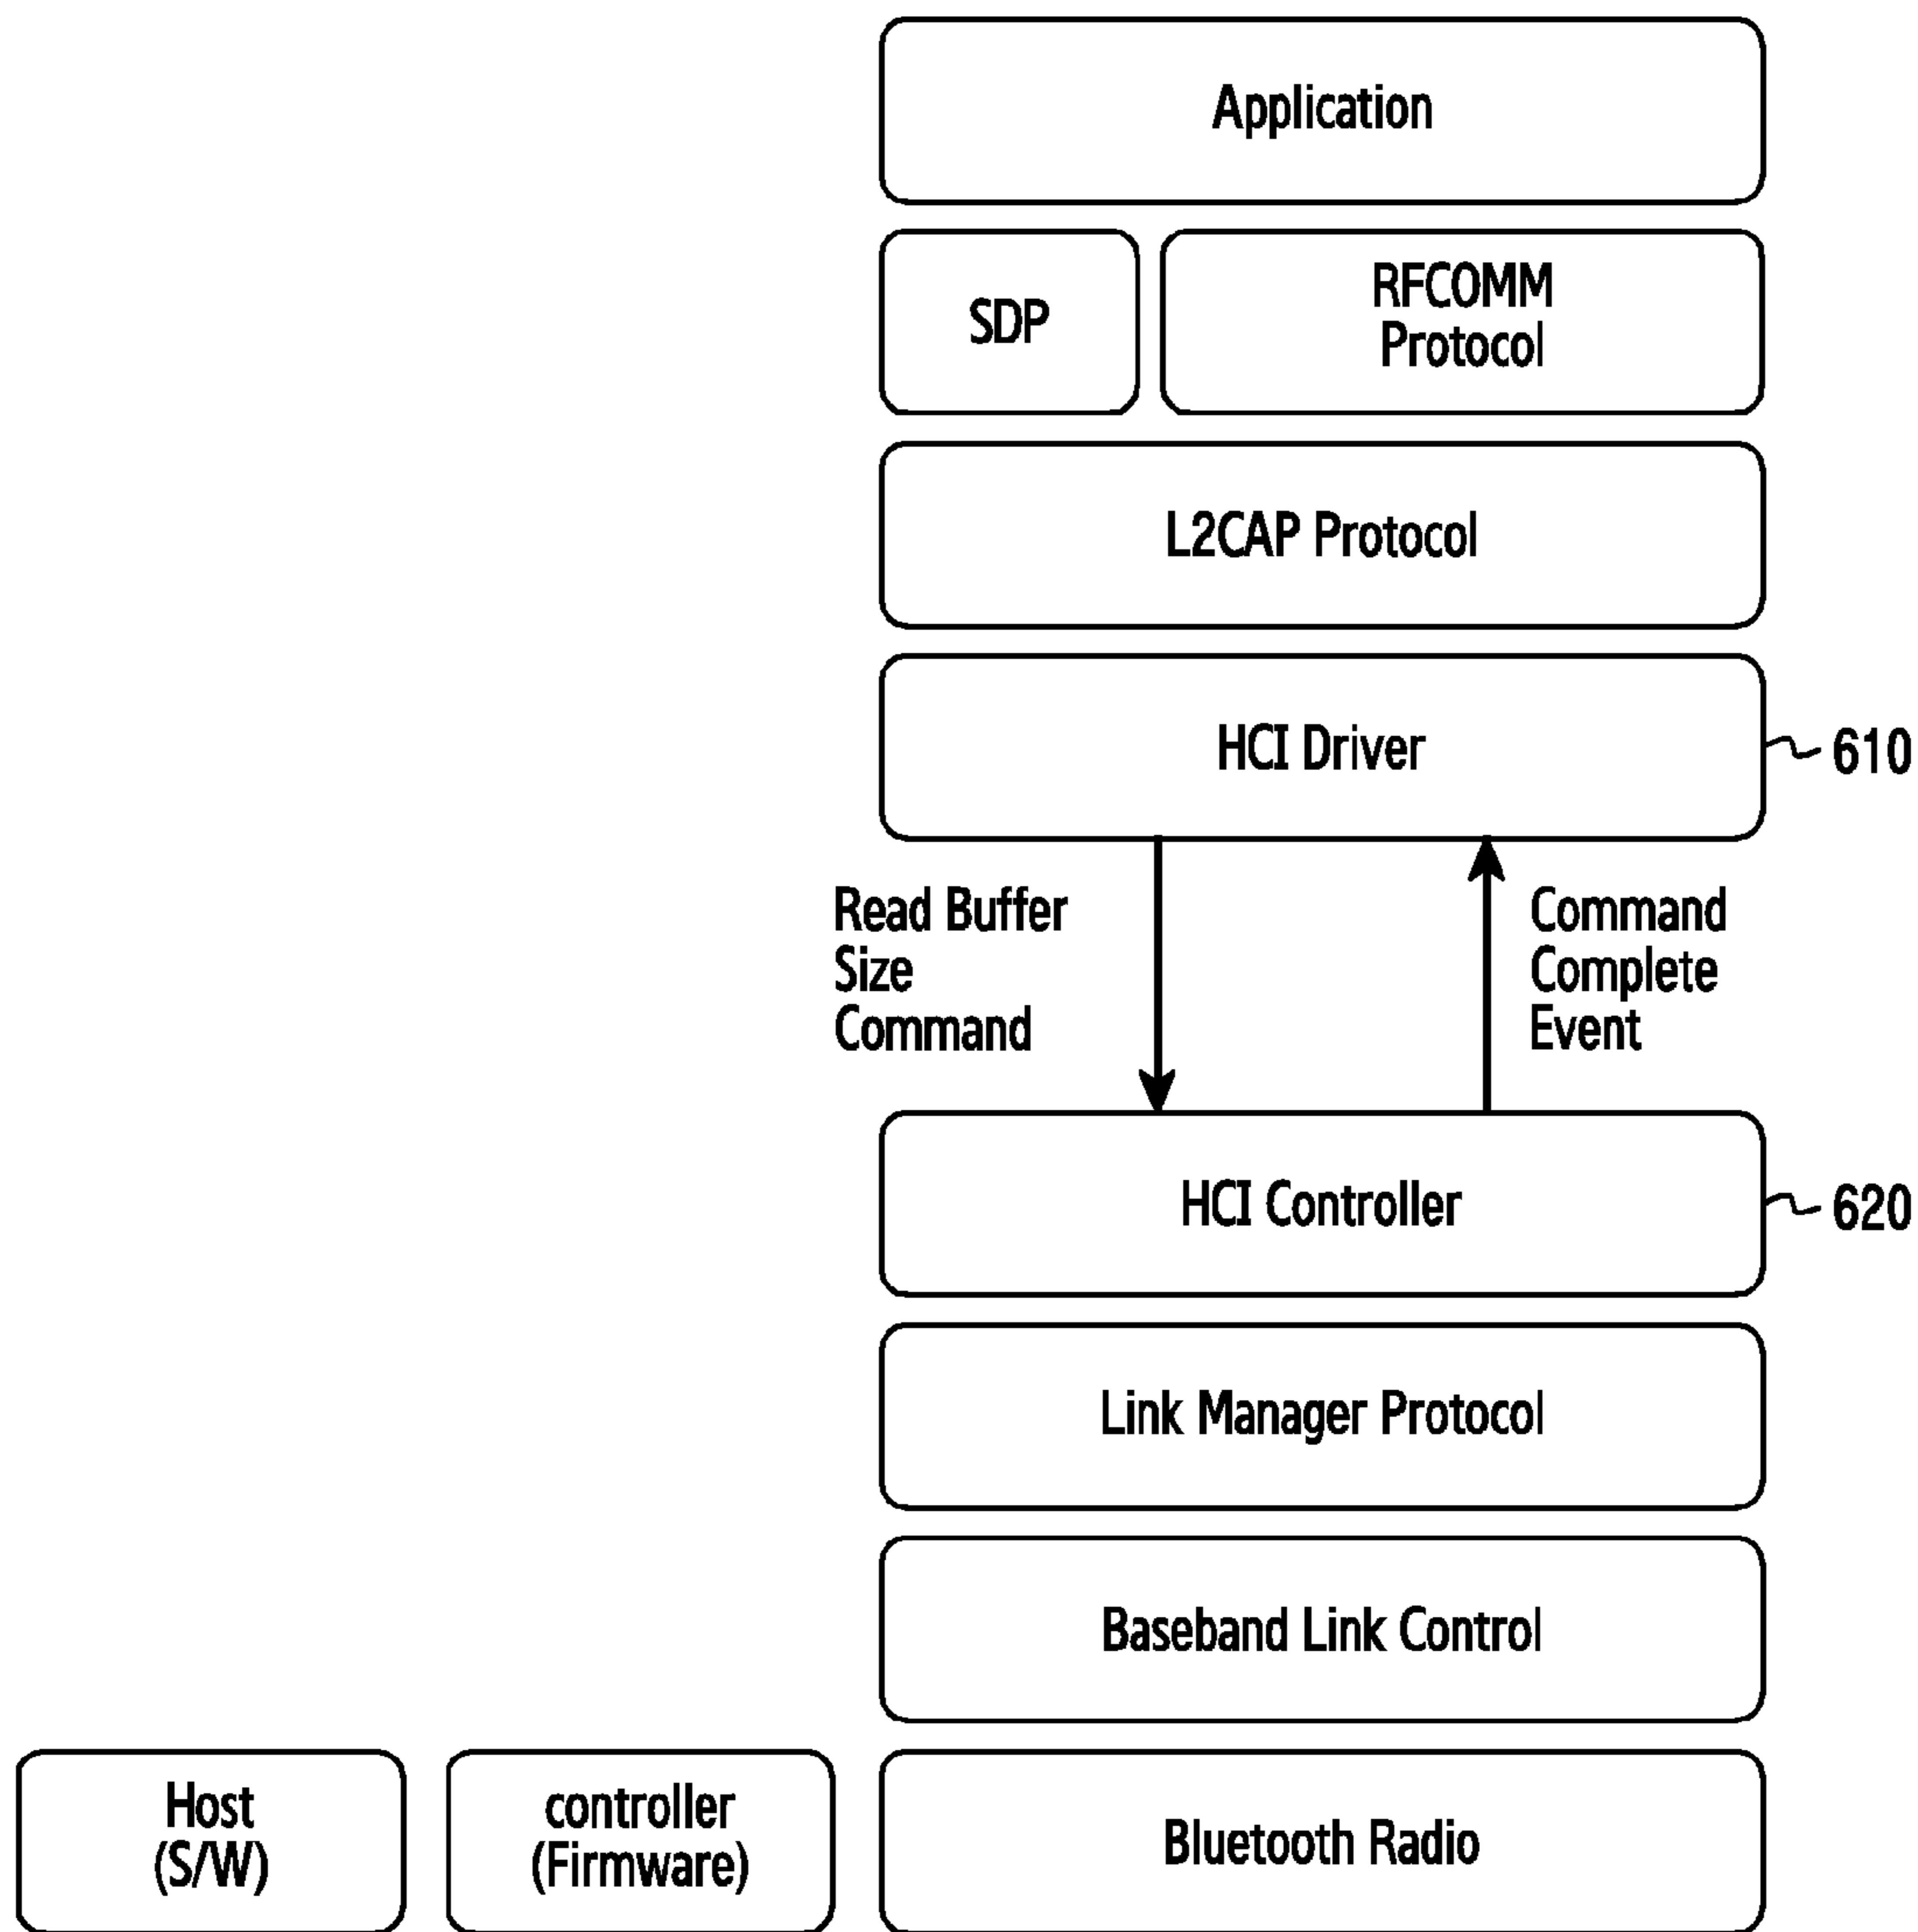 Application
SDP
RFCOMM
Protocol
L2CAP Protocol
HCI Driver
610
Read Buffer
Size
Command
Command
Complete
Event
HCI Controller
620
Link Manager Protocol
Baseband Link Control
Host
(S/W)
controller
(Firmware)
Bluetooth Radio